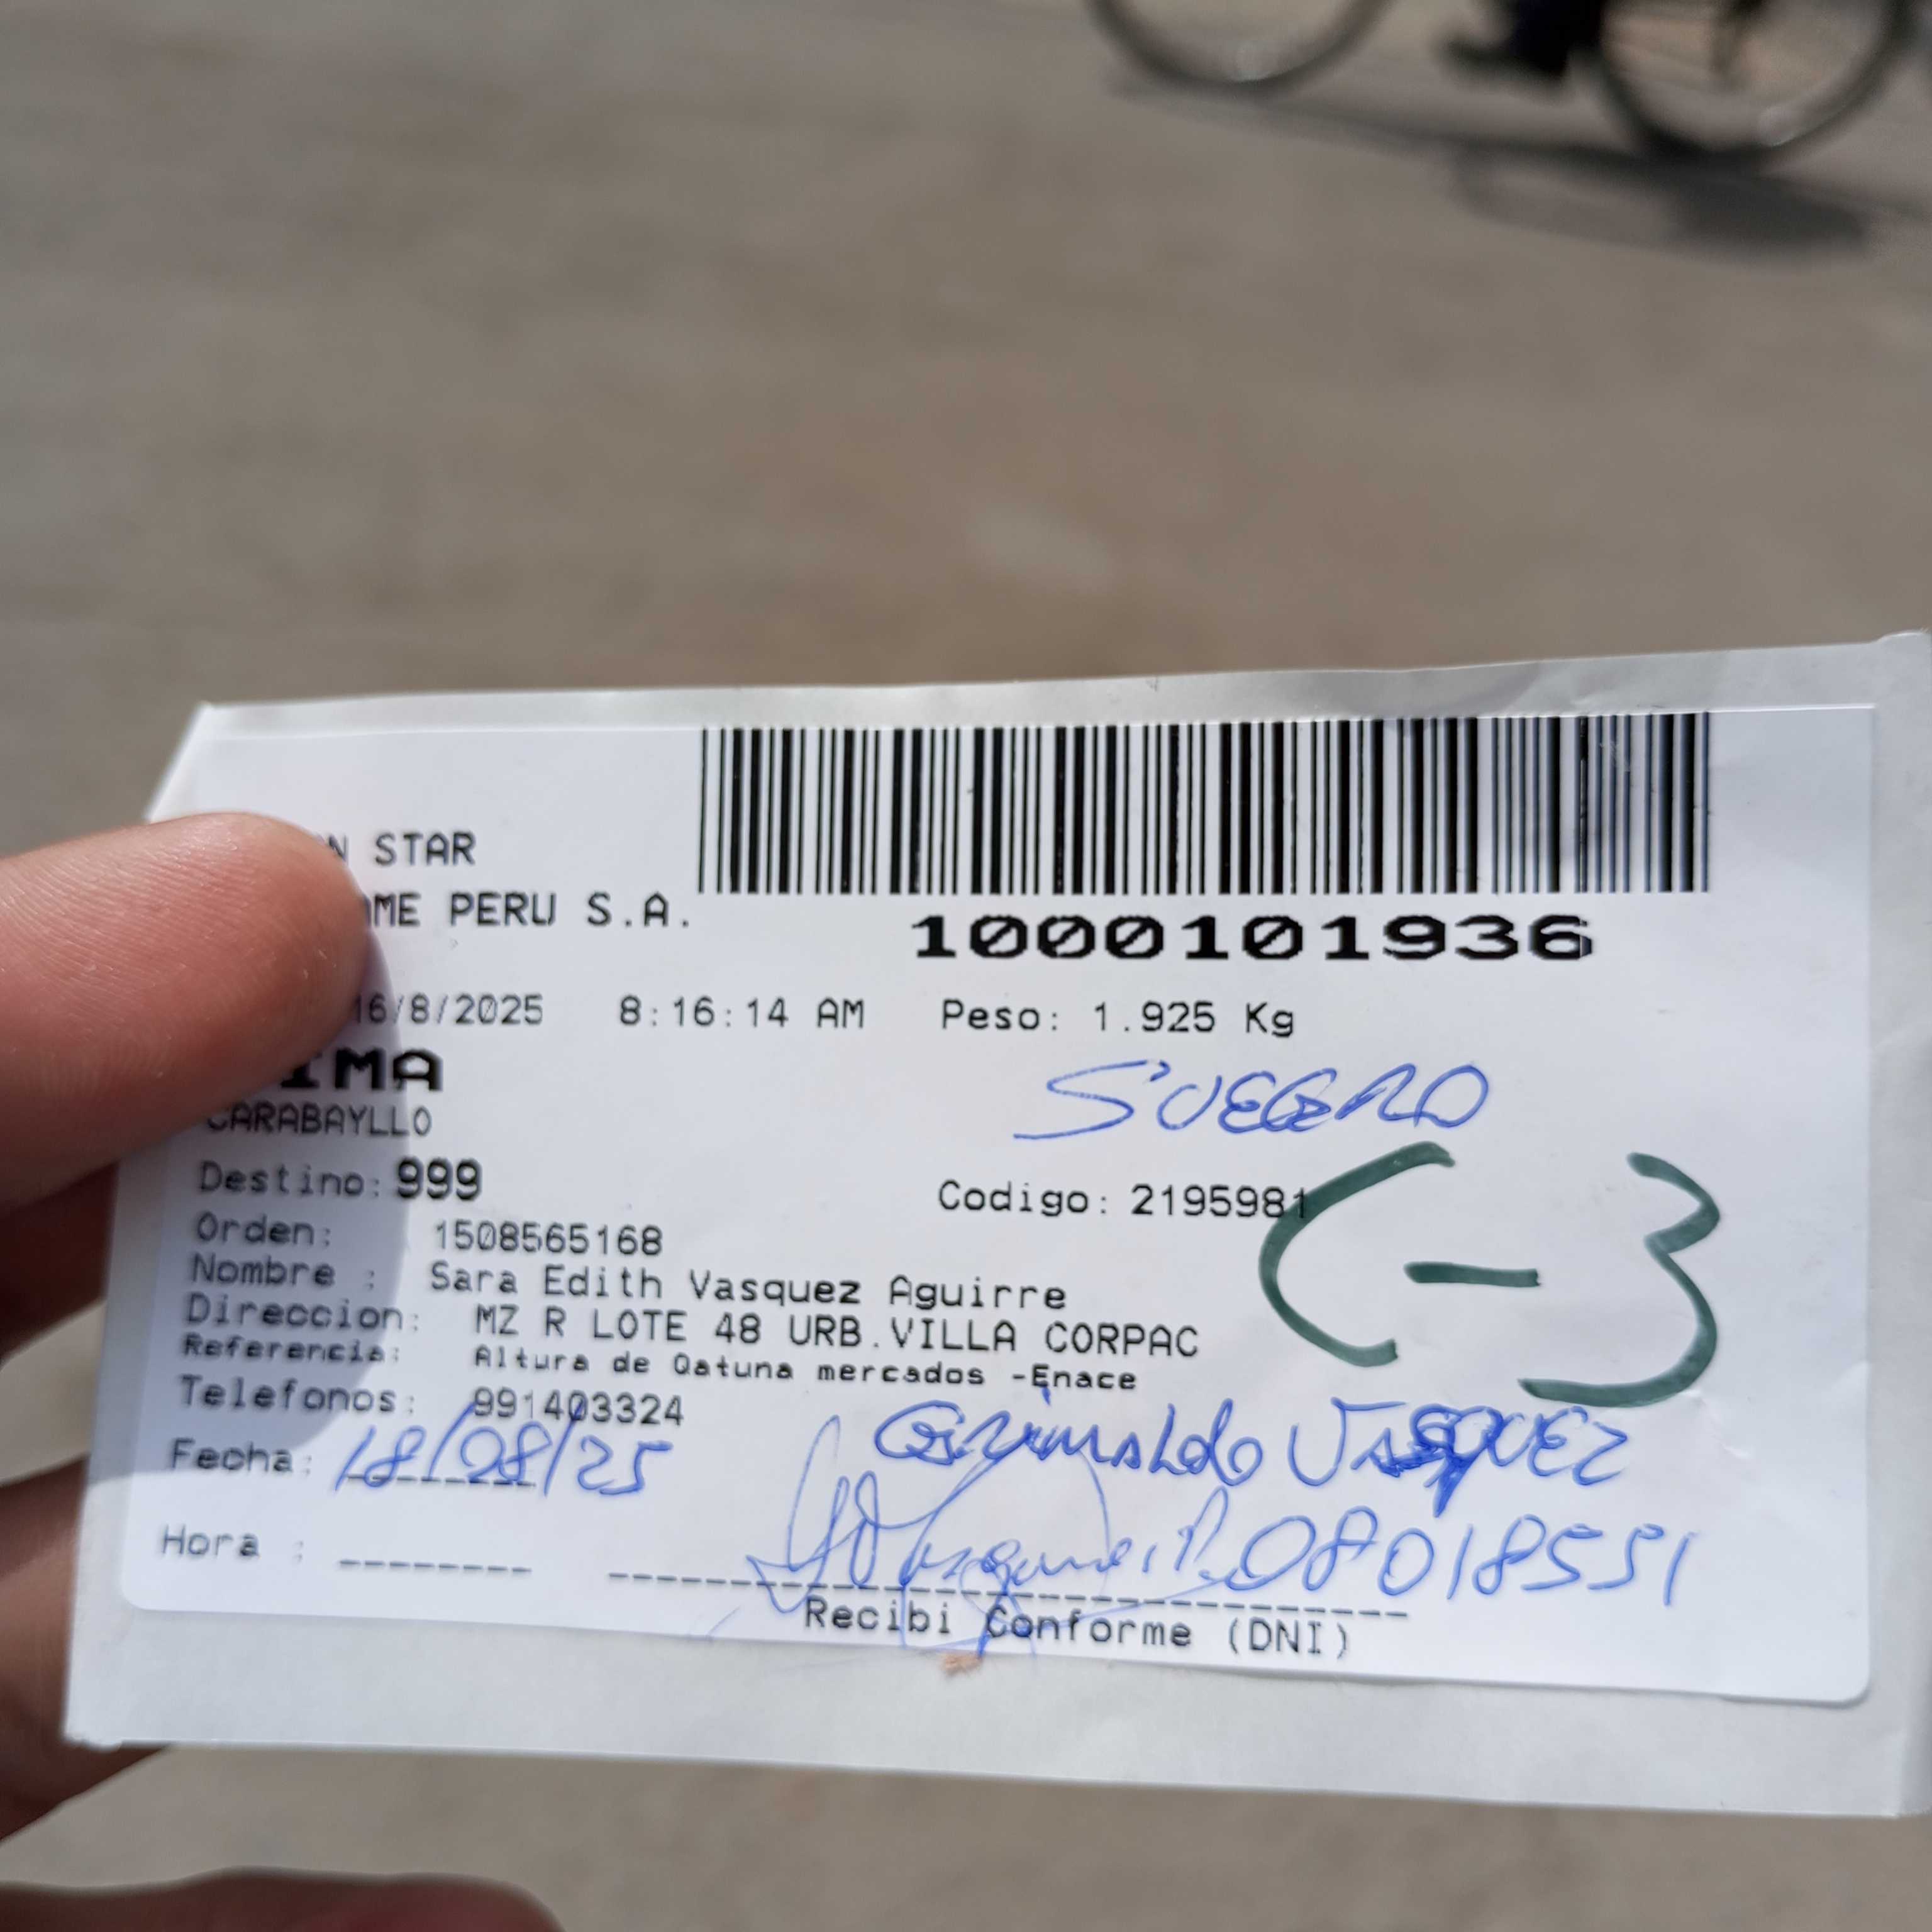 STAR
PERU S.A.
1000101936
16/8/2025 8:16:14 AM Peso: 1.925 Kg
SUEGRO
CARABAYLLO
Destino: 999
Codigo: 2195981
C-3
Orden: 1508565168
Nombre : Sara Edith Vasquez Aguirre
Direccion: MZ R LOTE 48 URB.VILLA CORPAC
Referencia: Altura de Qatuna mercados -Enace
Telefonos: 991403324
Grimaldo VASQUEZ
Fecha: 18/08/25
08018551
Hora :
Recibi Conforme (DNI)